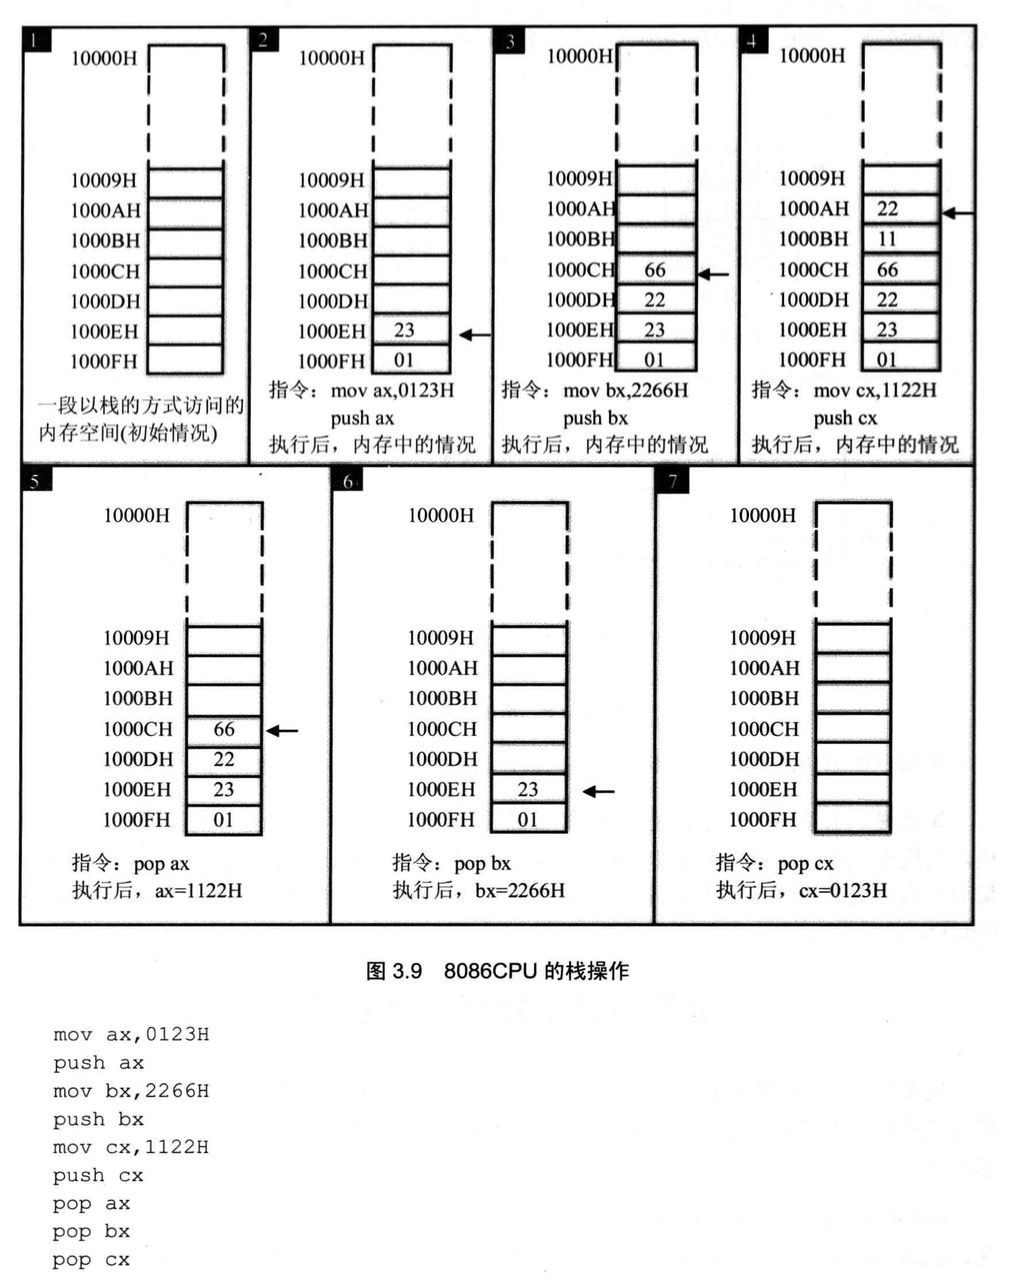 1
10000H
10009H
1000AH
1000BH
1000CH
1000DH
1000EH
1000FH
一段以栈的方式访问的
内存空间(初始情况)
2
10000H
10009H
1000AH
1000BH
1000CH
1000DH
1000EH 23
1000FH 01
指令：mov ax,0123H
push ax
执行后，内存中的情况
3
10000H
10009H
1000AH
1000BH
1000CH 66
1000DH 22
1000EH 23
1000FH 01
指令：mov bx,2266H
push bx
执行后，内存中的情况
4
10000H
10009H
1000AH 22
1000BH 11
1000CH 66
1000DH 22
1000EH 23
1000FH 01
指令：mov cx,1122H
push cx
执行后，内存中的情况
5
10000H
10009H
1000AH
1000BH
1000CH 66
1000DH 22
1000EH 23
1000FH 01
指令：pop ax
执行后，ax=1122H
6
10000H
10009H
1000AH
1000BH
1000CH
1000DH
1000EH 23
1000FH 01
指令：pop bx
执行后，bx=2266H
7
10000H
10009H
1000AH
1000BH
1000CH
1000DH
1000EH
1000FH
指令：pop cx
执行后，cx=0123H
图 3.9 8086CPU 的栈操作
mov ax,0123H
push ax
mov bx,2266H
push bx
mov cx,1122H
push cx
pop ax
pop bx
pop cx